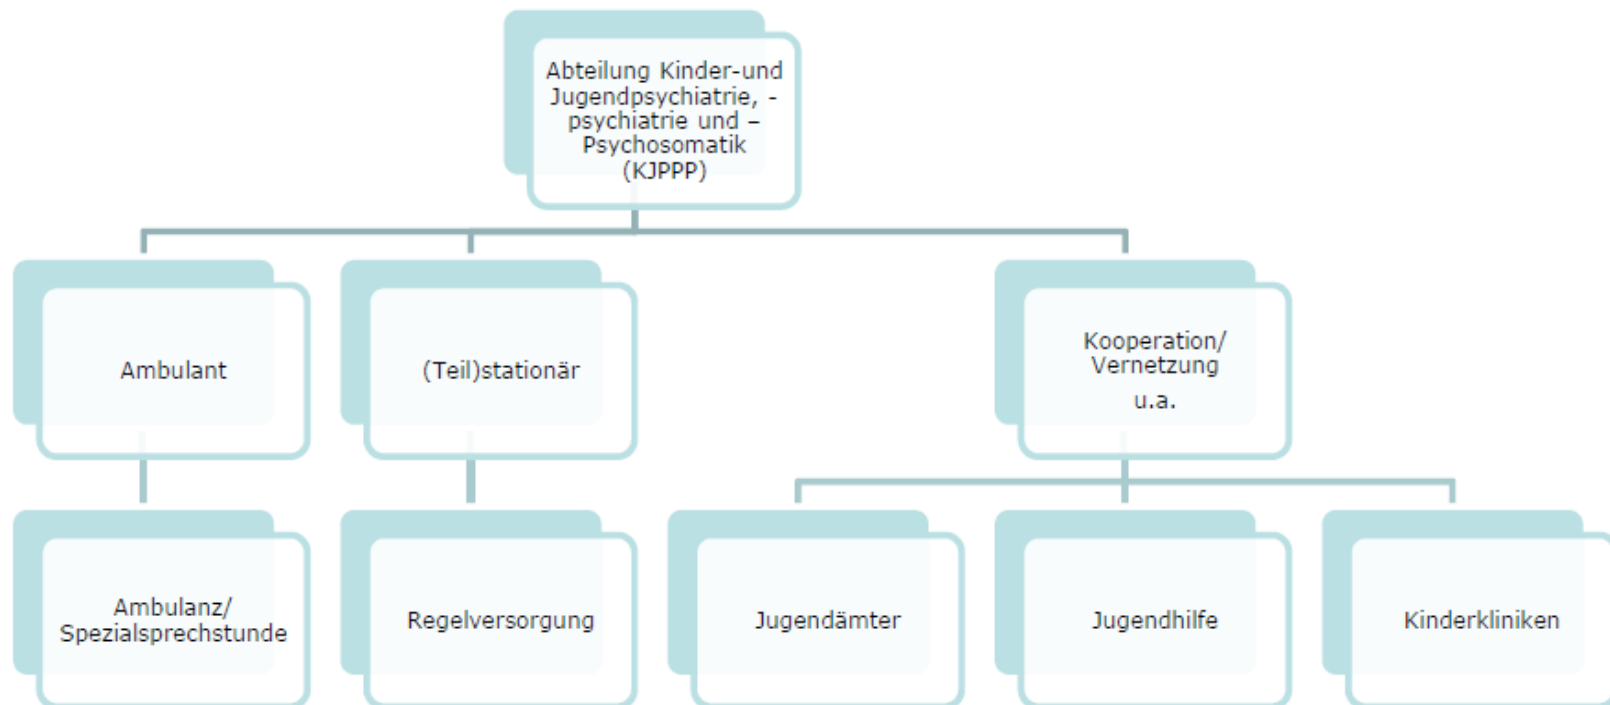 Abteilung Kinder-und
Jugendpsychiatrie, -
psychiatrie und –
Psychosomatik
(KJPPP)
Ambulant
(Teil)stationär
Kooperation/
Vernetzung
u.a.
Ambulanz/
Spezialsprechstunde
Regelversorgung
Jugendämter
Jugendhilfe
Kinderkliniken